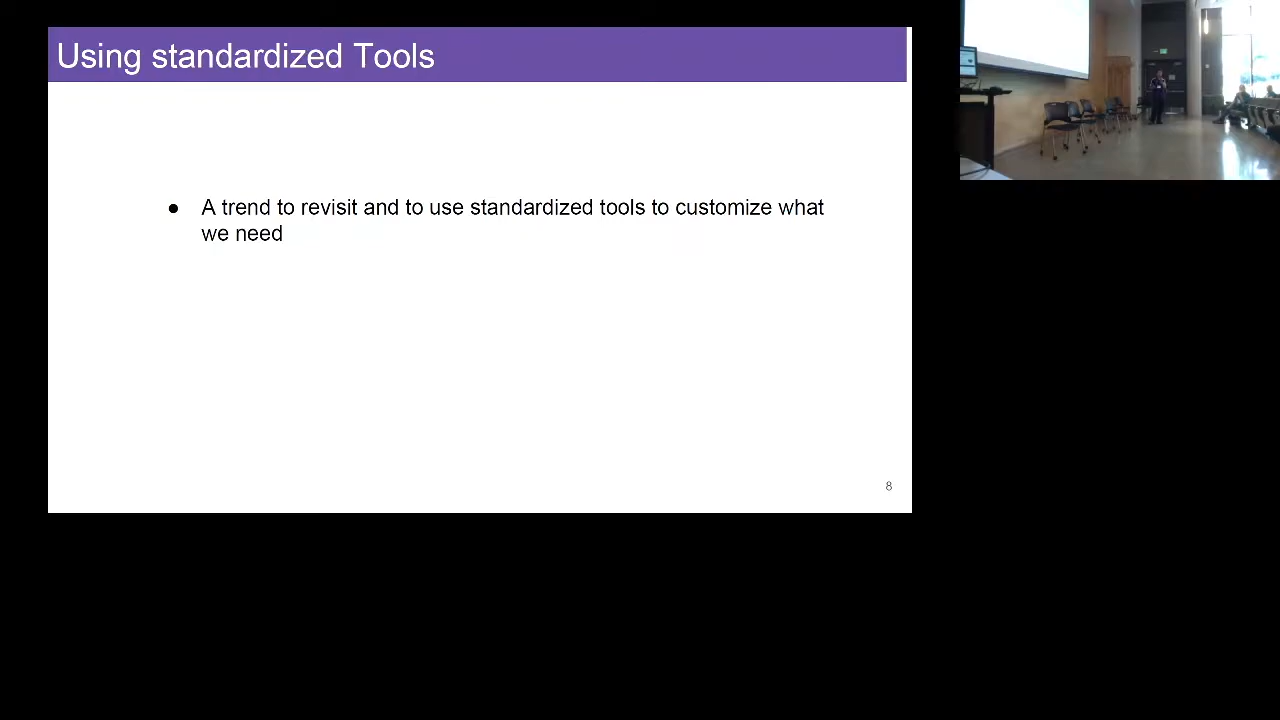 Using standardized Tools
● A trend to revisit and to use standardized tools to customize what
we need
8